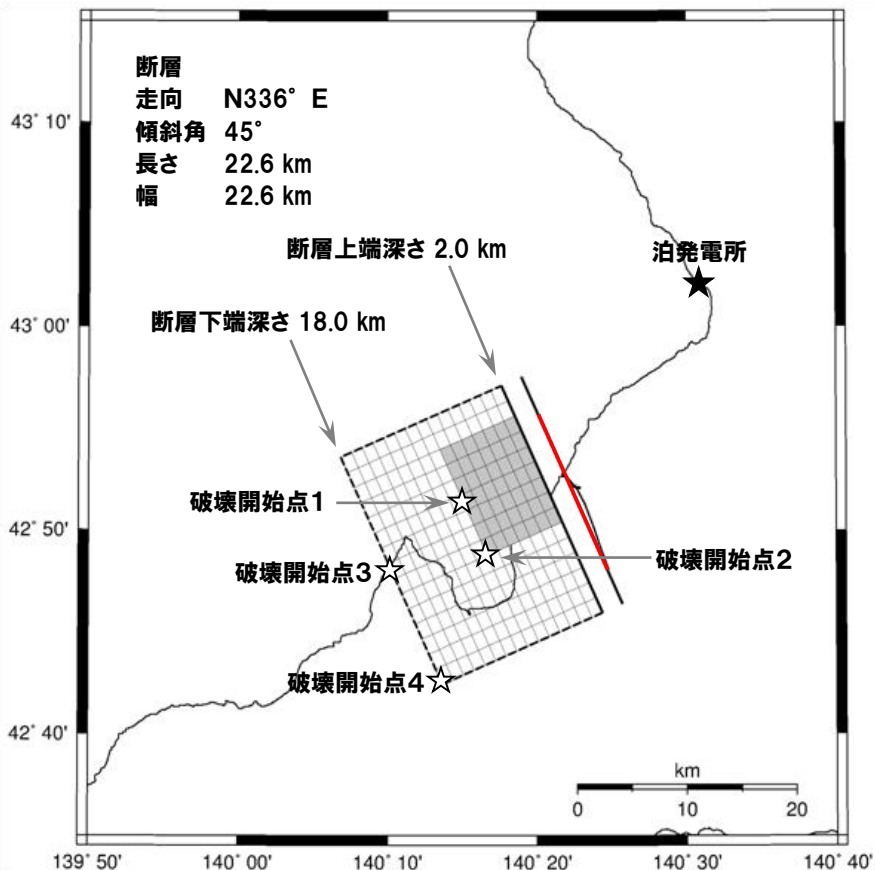 断層
走向 N336° E
傾斜角 45°
長さ 22.6 km
幅 22.6 km
43° 10'
断層上端深さ 2.0 km
泊発電所
断層下端深さ 18.0 km
43° 00'
破壊開始点1
42° 50'
破壊開始点2
破壊開始点3
破壊開始点4
42° 40'
km
0 10 20
139° 50' 140° 00' 140° 10' 140° 20' 140° 30' 140° 40'